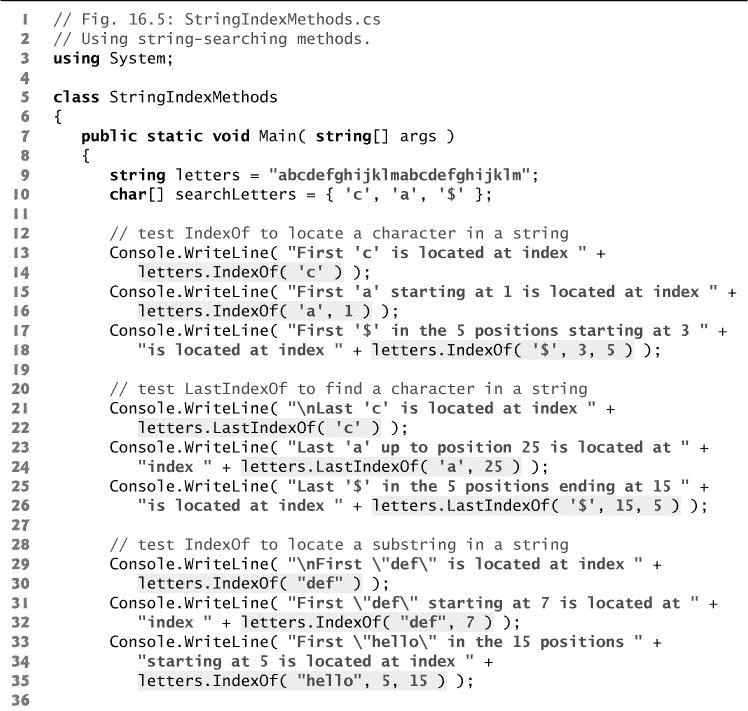 1 // Fig. 16.5: StringIndexMethods.cs
2 // Using string-searching methods.
3 using System;
4
5 class StringIndexMethods
6 {
7 public static void Main( string[] args )
8 {
9 string letters = "abcdefghijklmabcdefghijklm";
10 char[] searchLetters = { 'c', 'a', '$' };
11
12 // test IndexOf to locate a character in a string
13 Console.WriteLine( "First 'c' is located at index " +
14 letters.IndexOf( 'c' ) );
15 Console.WriteLine( "First 'a' starting at 1 is located at index " +
16 letters.IndexOf( 'a', 1 ) );
17 Console.WriteLine( "First '$' in the 5 positions starting at 3 " +
18 "is located at index " + letters.IndexOf( '$', 3, 5 ) );
19
20 // test LastIndexOf to find a character in a string
21 Console.WriteLine( "\nLast 'c' is located at index " +
22 letters.LastIndexOf( 'c' ) );
23 Console.WriteLine( "Last 'a' up to position 25 is located at " +
24 "index " + letters.LastIndexOf( 'a', 25 ) );
25 Console.WriteLine( "Last '$' in the 5 positions ending at 15 " +
26 "is located at index " + letters.LastIndexOf( '$', 15, 5 ) );
27
28 // test IndexOf to locate a substring in a string
29 Console.WriteLine( "\nFirst \"def\" is located at index " +
30 letters.IndexOf( "def" ) );
31 Console.WriteLine( "First \"def\" starting at 7 is located at " +
32 "index " + letters.IndexOf( "def", 7 ) );
33 Console.WriteLine( "First \"hello\" in the 15 positions " +
34 "starting at 5 is located at index " +
35 letters.IndexOf( "hello", 5, 15 ) );
36